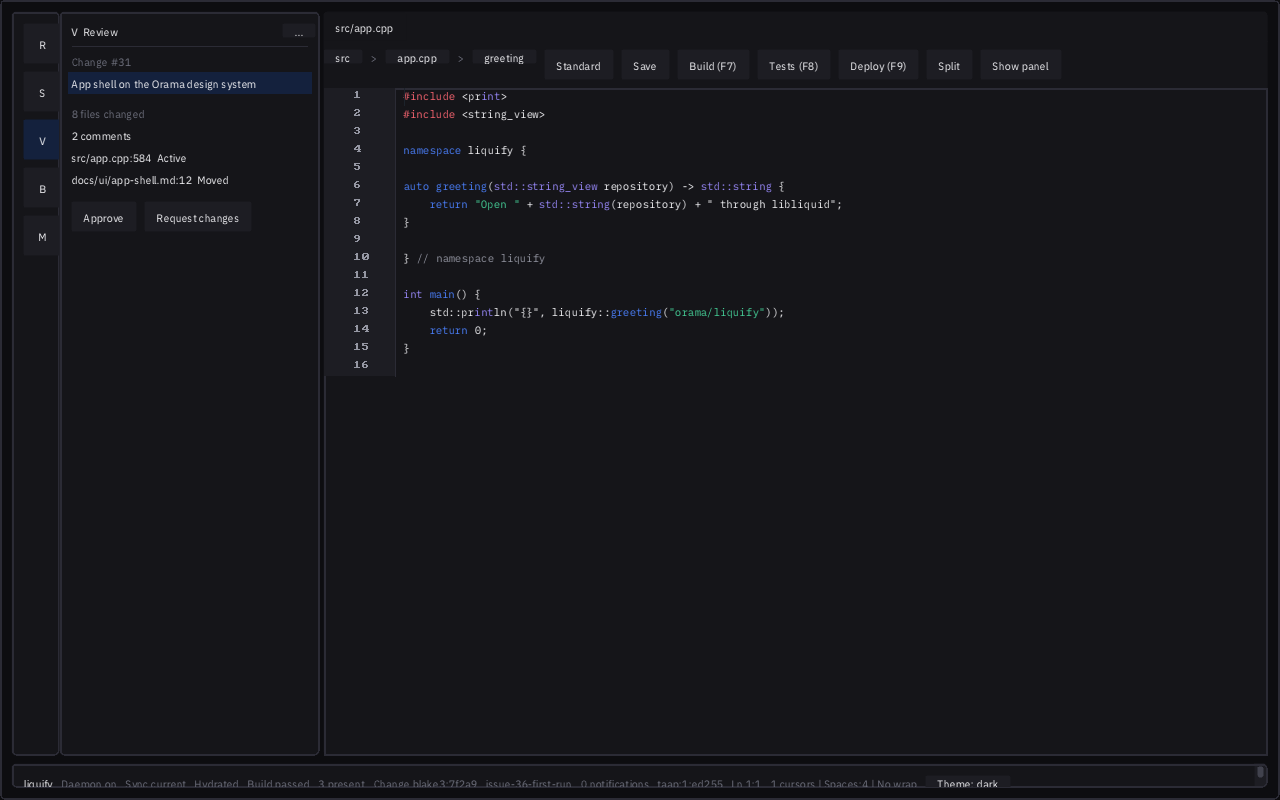 R
S
V
B
M
V Review
...
Change #31
App shell on the Orama design system
8 files changed
2 comments
src/app.cpp:584 Active
docs/ui/app-shell.md:12 Moved
Approve Request changes
src/app.cpp
src > app.cpp > greeting Standard Save Build (F7) Tests (F8) Deploy (F9) Split Show panel
1 #include <print>
2 #include <string_view>
3
4 namespace liquify {
5
6 auto greeting(std::string_view repository) -> std::string {
7 return "Open " + std::string(repository) + " through libliquid";
8 }
9
10 } // namespace liquify
11
12 int main() {
13 std::println("{}", liquify::greeting("orama/liquify"));
14 return 0;
15 }
16
liquify Daemon on Sync current Hydrated Build passed 3 present Change blake3:7f2a9 issue-36-first-run 0 notifications taap:1:ed255 Ln 1:1 1 cursors | Spaces:4 | No wrap Theme: dark